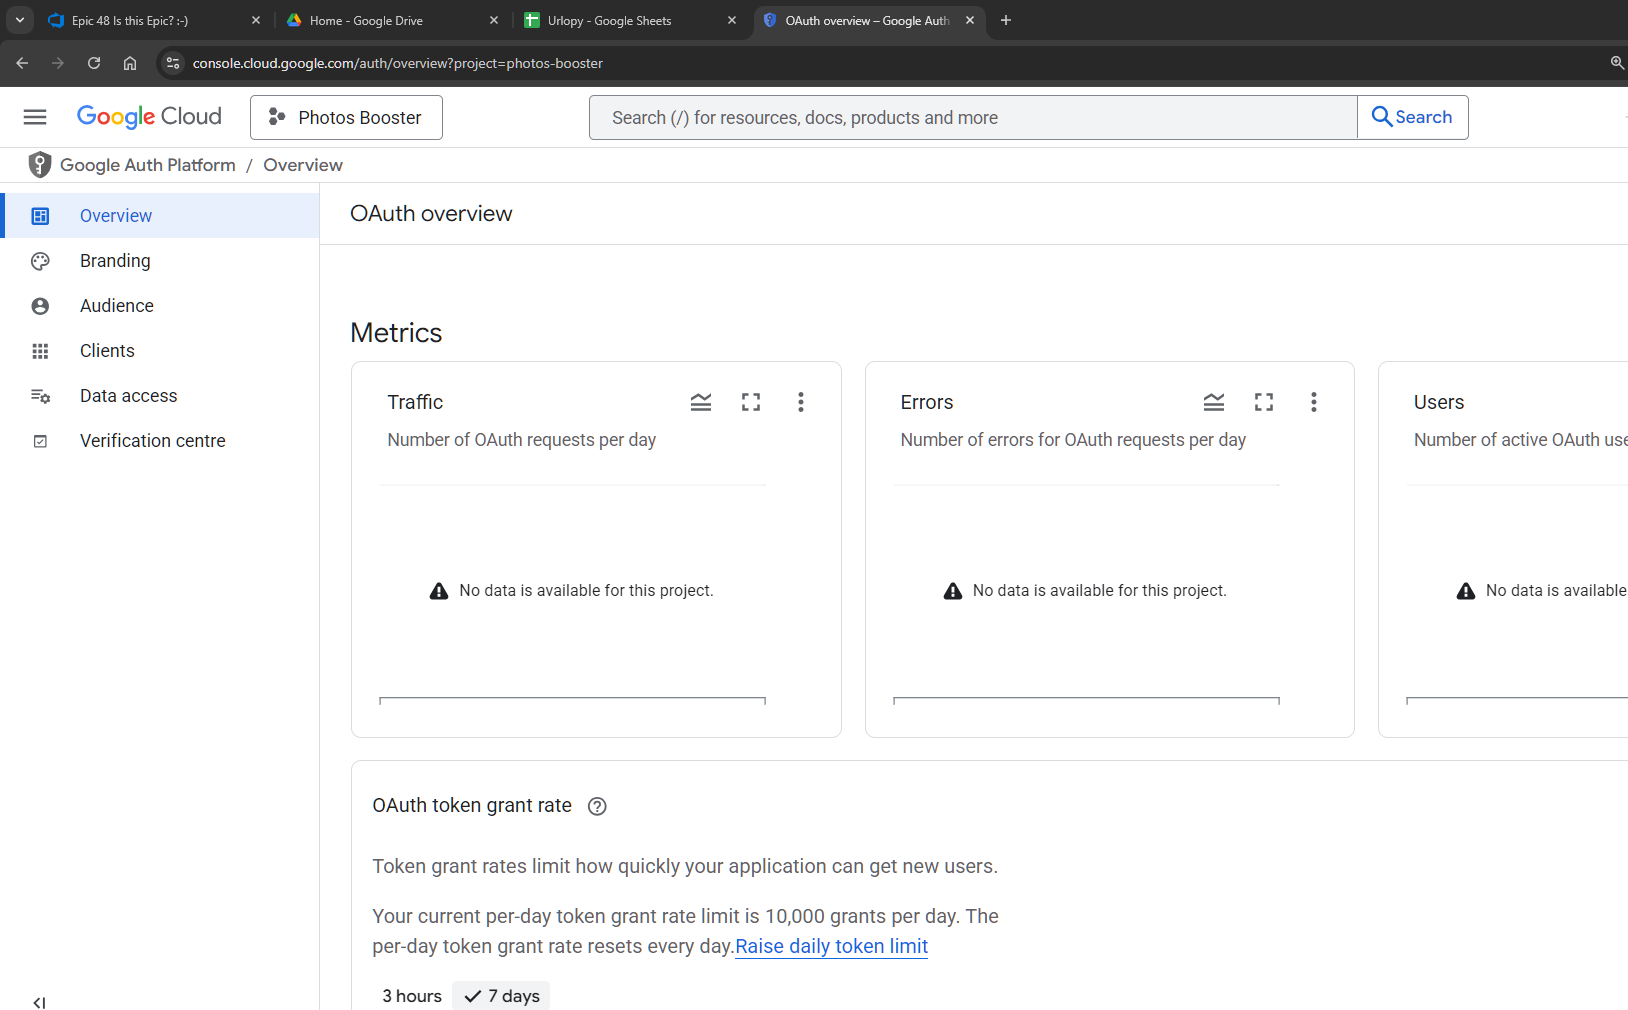 Epic 48 Is this Epic? :-)
Home - Google Drive
Urlopy - Google Sheets
OAuth overview – Google Auth
console.cloud.google.com/auth/overview?project=photos-booster
Google Cloud
Photos Booster
Search (/) for resources, docs, products and more
Search
Google Auth Platform / Overview
Overview
Branding
Audience
Clients
Data access
Verification centre
OAuth overview
Metrics
Traffic
Number of OAuth requests per day
No data is available for this project.
Errors
Number of errors for OAuth requests per day
No data is available for this project.
Users
Number of active OAuth use
No data is available
OAuth token grant rate
Token grant rates limit how quickly your application can get new users.
Your current per-day token grant rate limit is 10,000 grants per day. The
per-day token grant rate resets every day.Raise daily token limit
3 hours
7 days